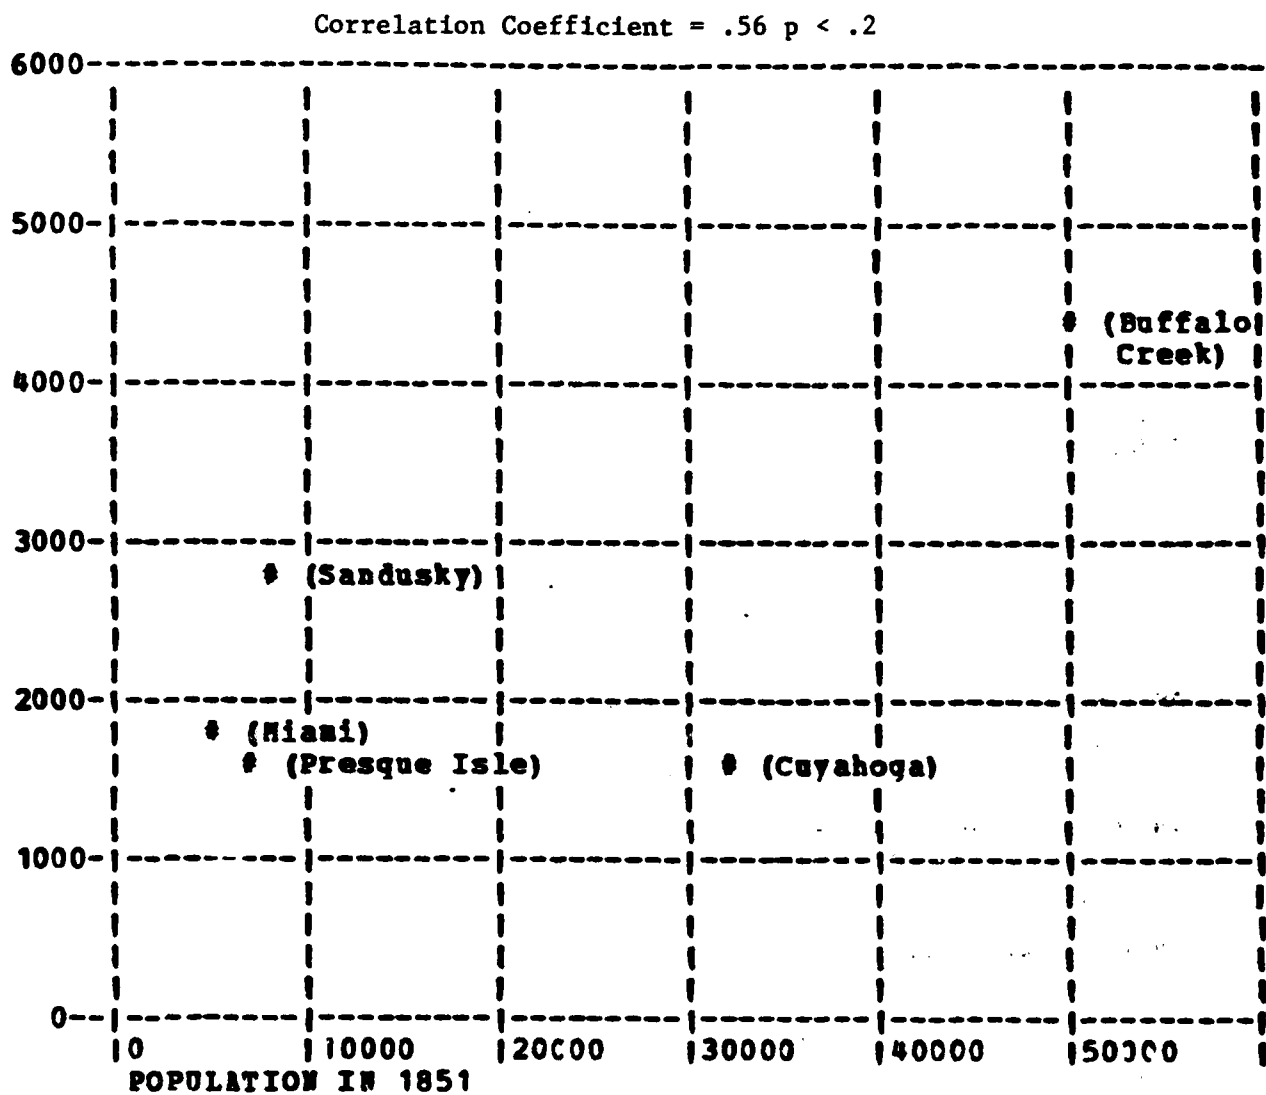 Correlation Coefficient = .56 p < .2
6000
5000
# (Buffalo
Creek)
4000
3000
# (Sandusky)
2000
# (Miami)
# (Presque Isle)
# (Cuyahoga)
1000
0
0 10000 20000 30000 40000 50000
POPULATION IN 1851